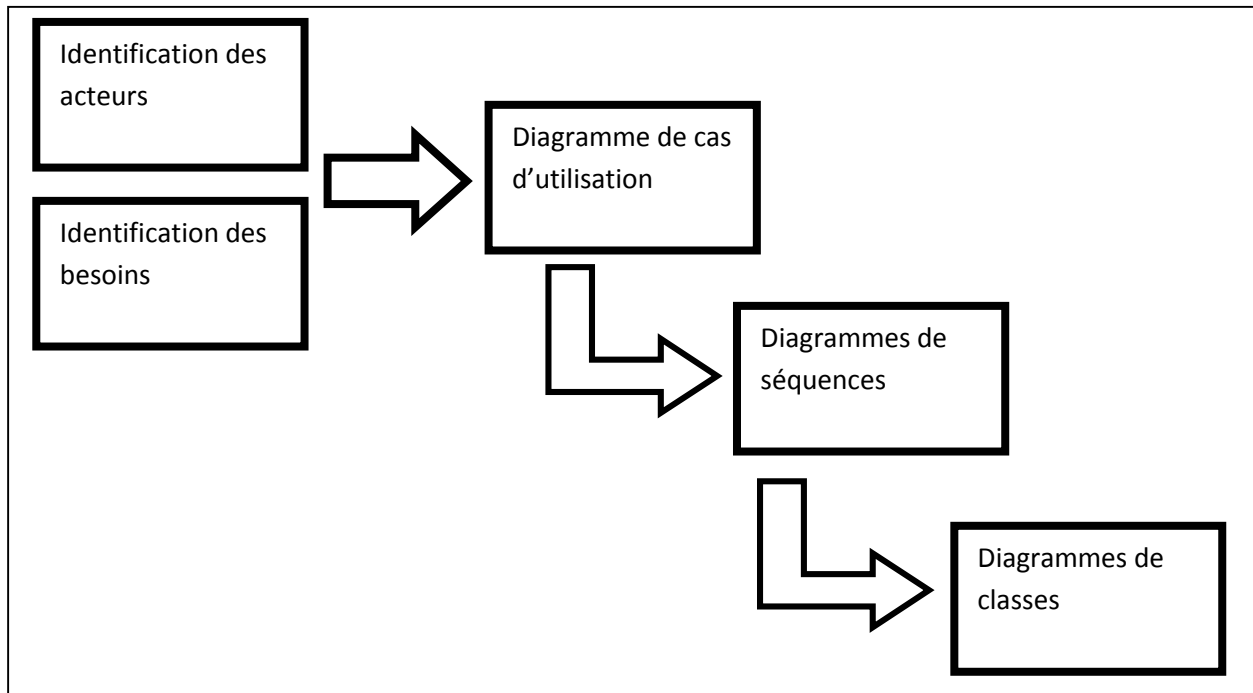 Identification des
acteurs
Identification des
besoins
Diagramme de cas
d’utilisation
Diagrammes de
séquences
Diagrammes de
classes